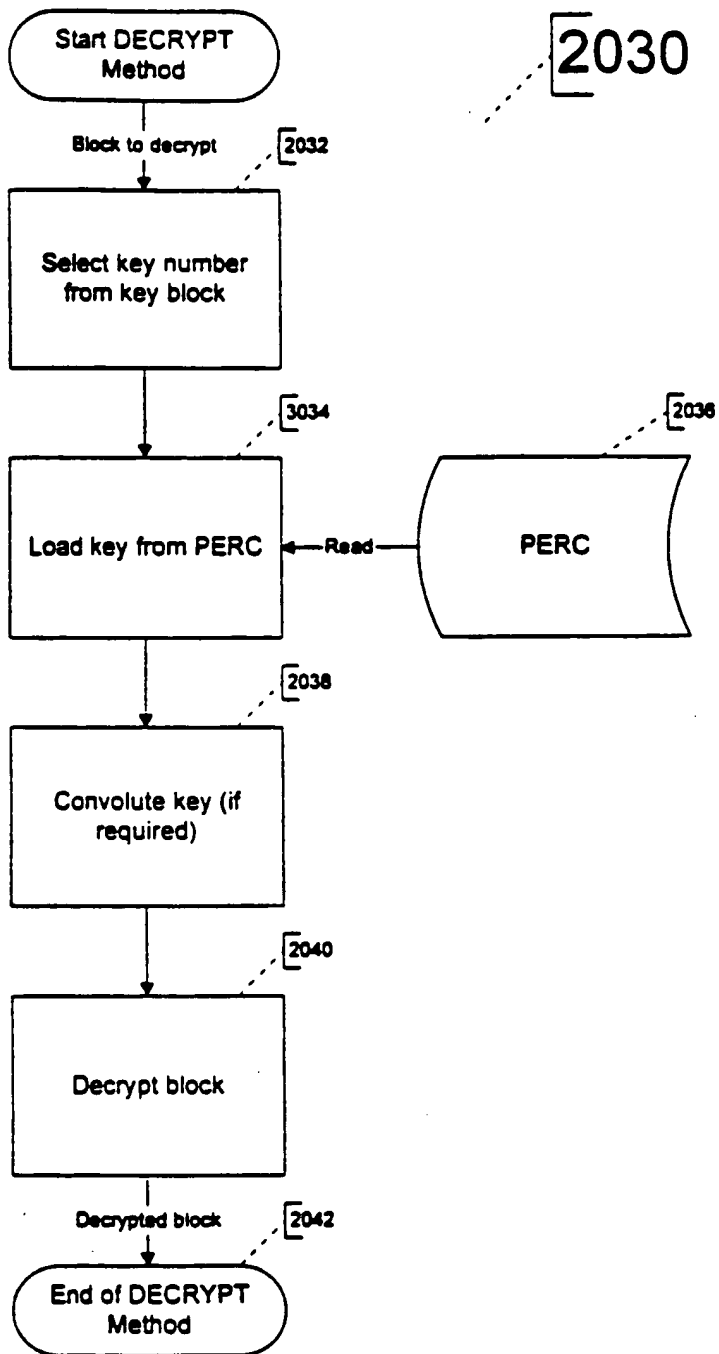 Start DECRYPT
Method
2030
Block to decrypt
2032
Select key number
from key block
3034
2036
Load key from PERC
Read
PERC
2038
Convolute key (if
required)
2040
Decrypt block
Decrypted block
2042
End of DECRYPT
Method